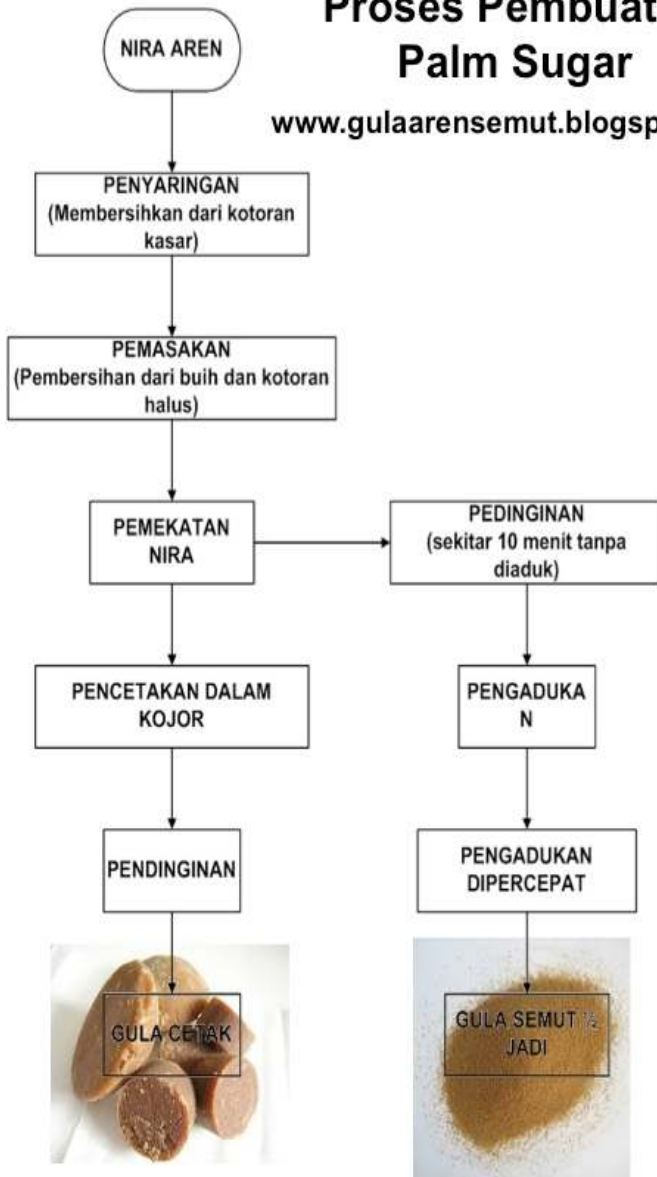 Proses Pembuat
Palm Sugar
www.gulaarensemut.blogsp
NIRA AREN
PENYARINGAN
(Membersihkan dari kotoran
kasar)
PEMASAKAN
(Pembersihan dari buih dan kotoran
halus)
PEMEKATAN
NIRA
PEDINGINAN
(sekitar 10 menit tanpa
diaduk)
PENCETAKAN DALAM
KOJOR
PENGADUKA
N
PENDINGINAN
PENGADUKAN
DIPERCEPAT
GULA CETAK
GULA SEMUT ½
JADI